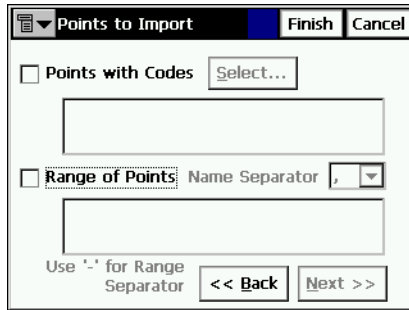 Points to Import Finish Cancel
Points with Codes Select...
Range of Points Name Separator ,
Use '-' for Range
Separator << Back Next >>